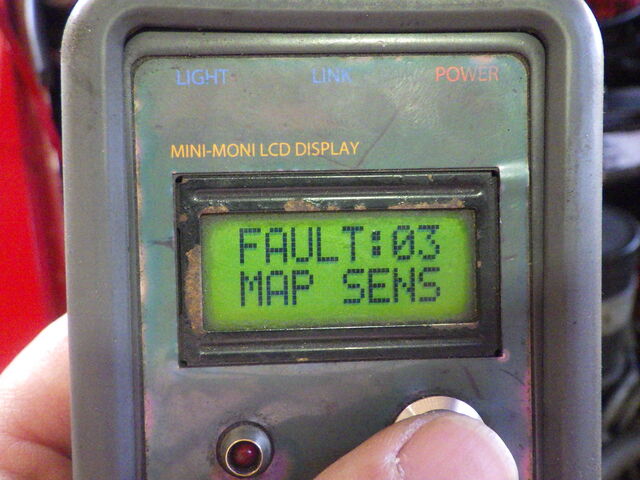 LIGHT LINK POWER
MINI-MONI LCD DISPLAY
FAULT:03
MAP SENS